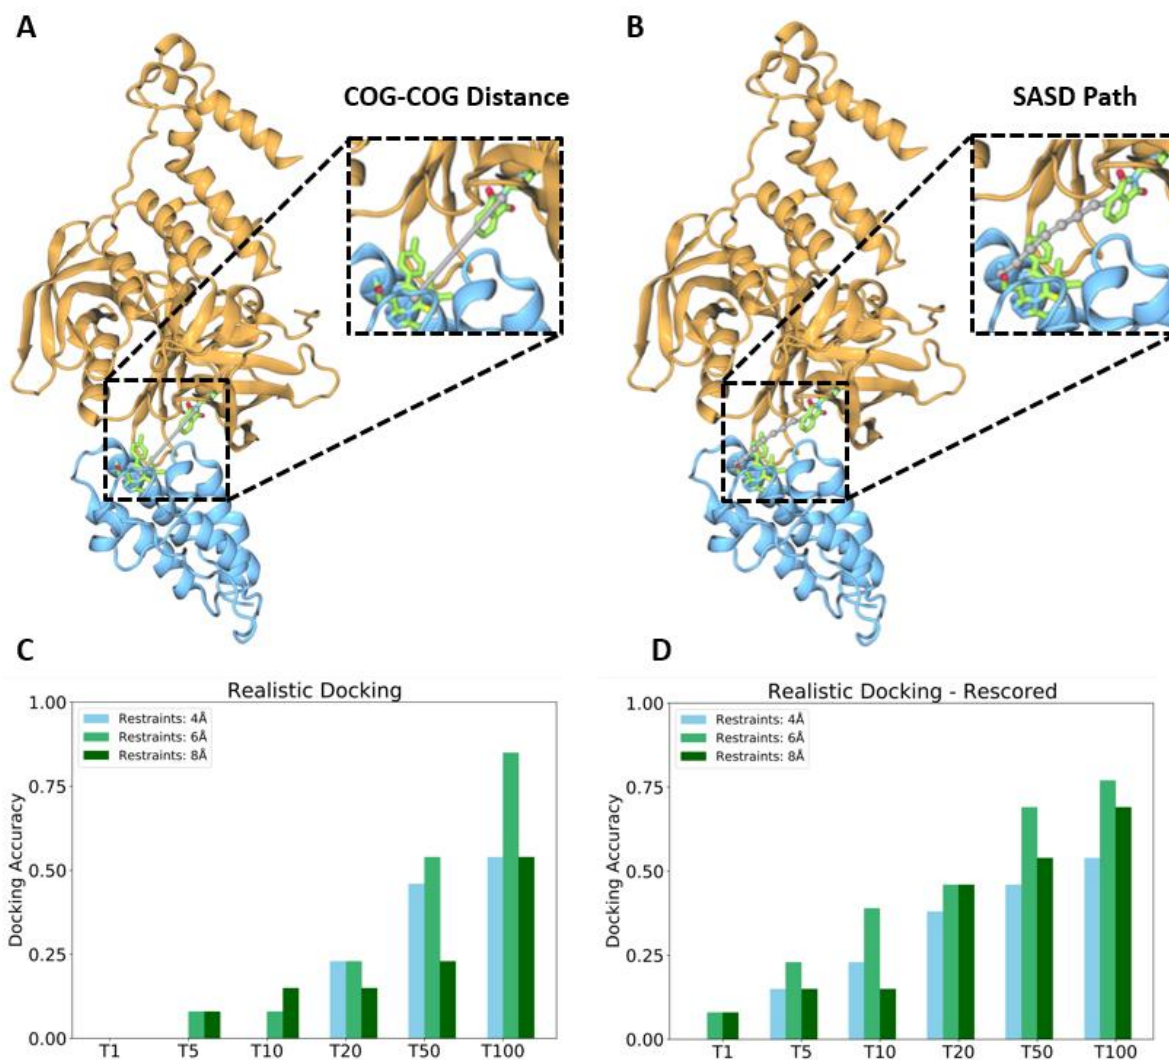 A
B
COG-COG Distance
SASD Path
C
D
Realistic Docking
1.00
0.75
0.50
0.25
0.00
Docking Accuracy
Restraints: 4Å
Restraints: 6Å
Restraints: 8Å
T1 T5 T10 T20 T50 T100
Realistic Docking - Rescored
1.00
0.75
0.50
0.25
0.00
Docking Accuracy
Restraints: 4Å
Restraints: 6Å
Restraints: 8Å
T1 T5 T10 T20 T50 T100